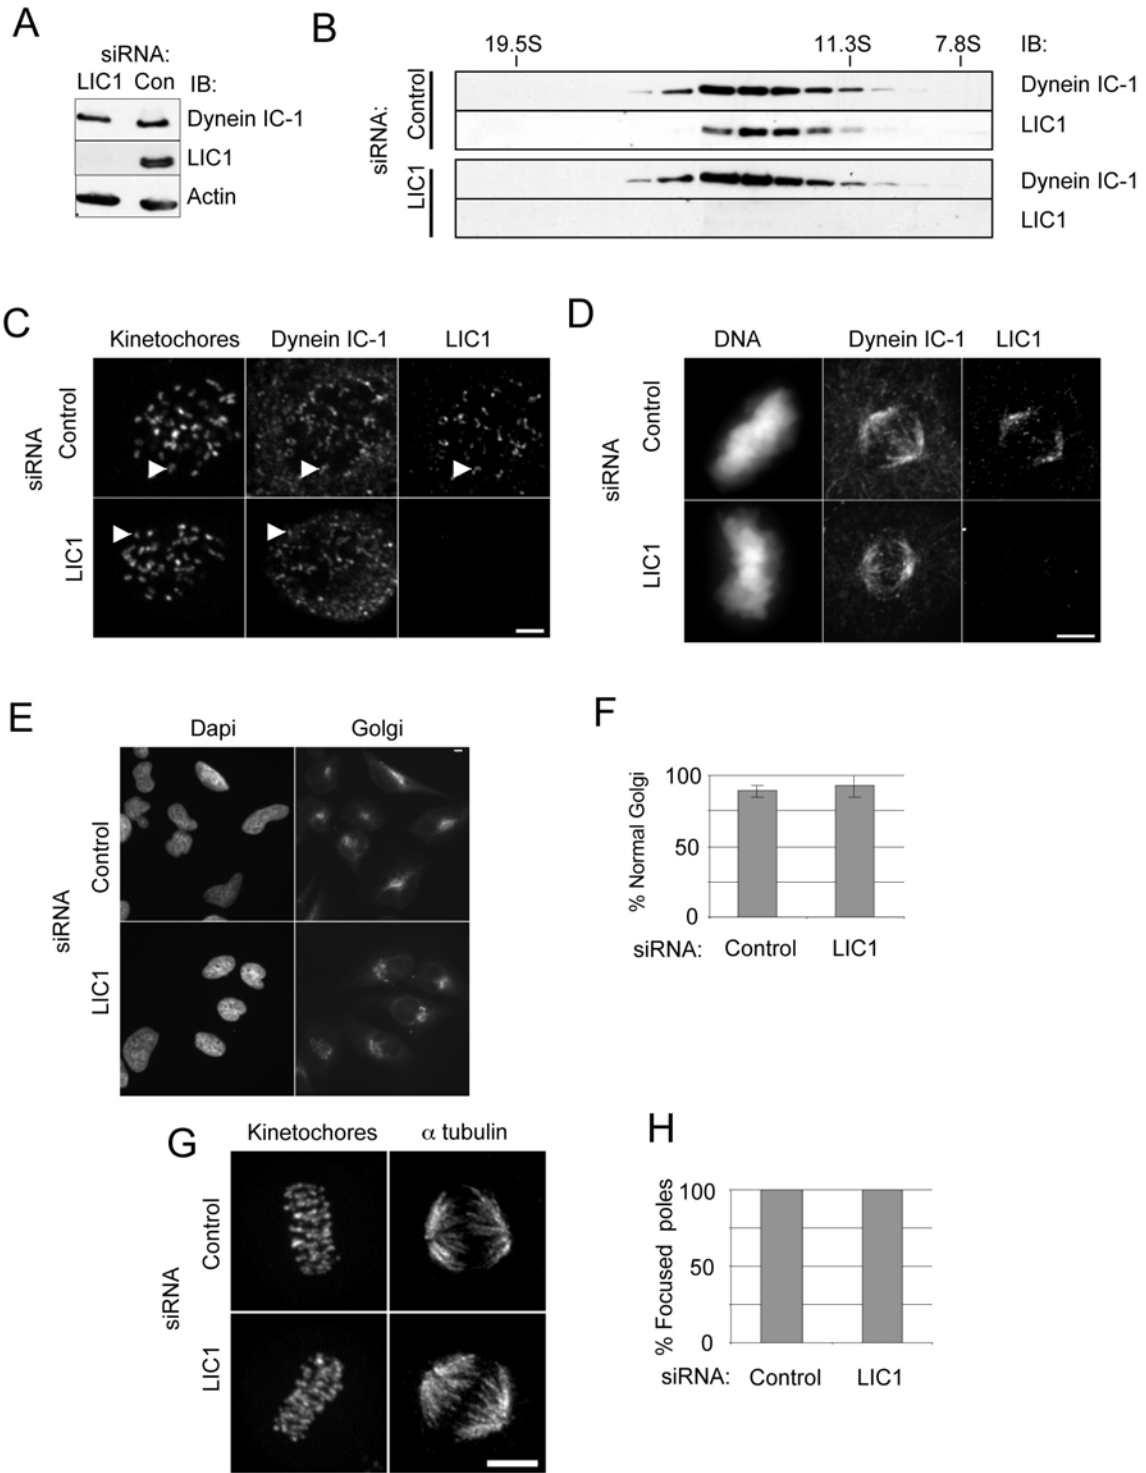 A
siRNA:
LIC1 Con IB:
Dynein IC-1
LIC1
Actin
B
19.5S 11.3S 7.8S IB:
siRNA:
Control
Dynein IC-1
LIC1
LIC1
Dynein IC-1
LIC1
C
Kinetochores Dynein IC-1 LIC1
siRNA
Control
LIC1
D
DNA Dynein IC-1 LIC1
siRNA
Control
LIC1
E
Dapi Golgi
siRNA
Control
LIC1
F
% Normal Golgi
100
50
0
siRNA: Control LIC1
G
Kinetochores α tubulin
siRNA
Control
LIC1
H
% Focused poles
100
50
0
siRNA: Control LIC1